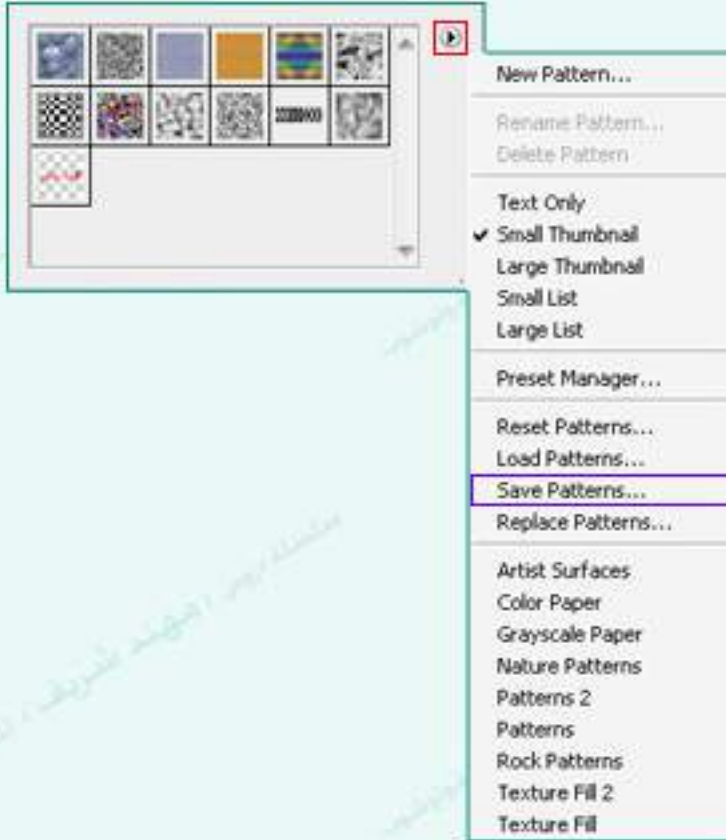 New Pattern...
Rename Pattern...
Delete Pattern
Text Only
Small Thumbnail
Large Thumbnail
Small List
Large List
Preset Manager...
Reset Patterns...
Load Patterns...
Save Patterns...
Replace Patterns...
Artist Surfaces
Color Paper
Grayscale Paper
Nature Patterns
Patterns 2
Patterns
Rock Patterns
Texture Fill 2
Texture Fill